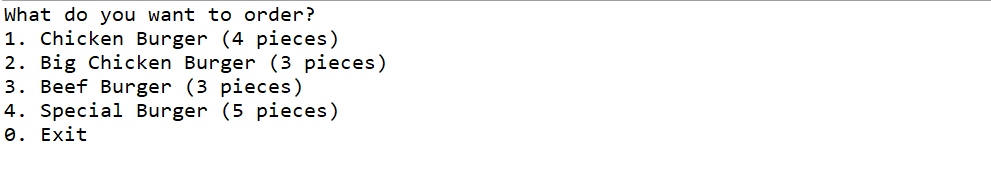 What do you want to order?
1. Chicken Burger (4 pieces)
2. Big Chicken Burger (3 pieces)
3. Beef Burger (3 pieces)
4. Special Burger (5 pieces)
0. Exit